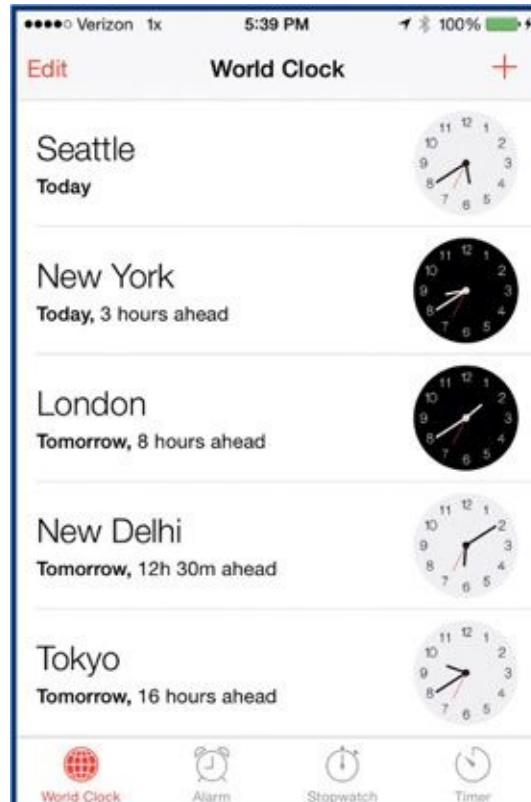 Verizon 1x 5:39 PM 100%
Edit World Clock +
Seattle
Today
New York
Today, 3 hours ahead
London
Tomorrow, 8 hours ahead
New Delhi
Tomorrow, 12h 30m ahead
Tokyo
Tomorrow, 16 hours ahead
World Clock Alarm Stopwatch Timer